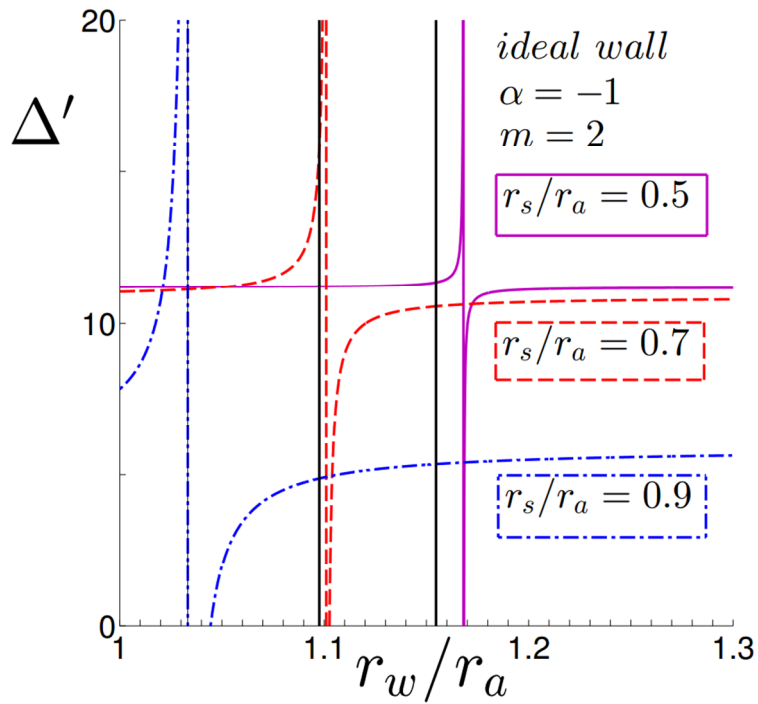 20
ideal wall
α = −1
Δ′
m = 2
r_s/r_a = 0.5
10
r_s/r_a = 0.7
r_s/r_a = 0.9
0
1 1.1 1.2 1.3
r_w/r_a